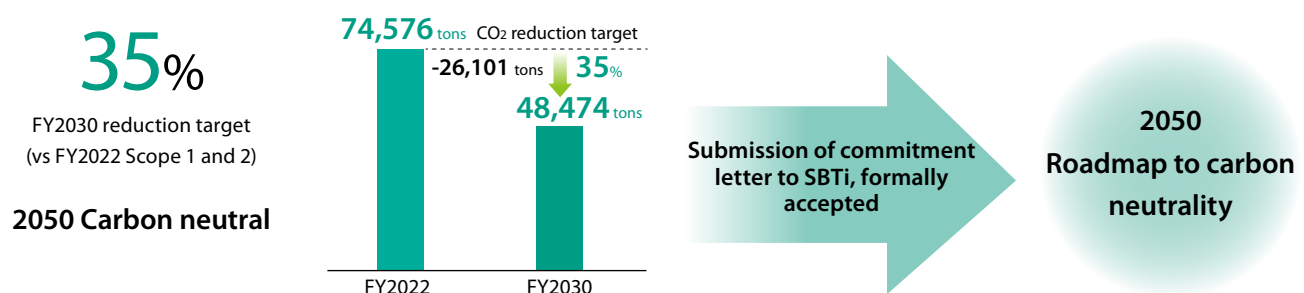 35%
FY2030 reduction target
(vs FY2022 Scope 1 and 2)
2050 Carbon neutral
74,576 tons CO₂ reduction target
-26,101 tons 35%
48,474 tons
FY2022 FY2030
Submission of commitment
letter to SBTi, formally
accepted
2050
Roadmap to carbon
neutrality